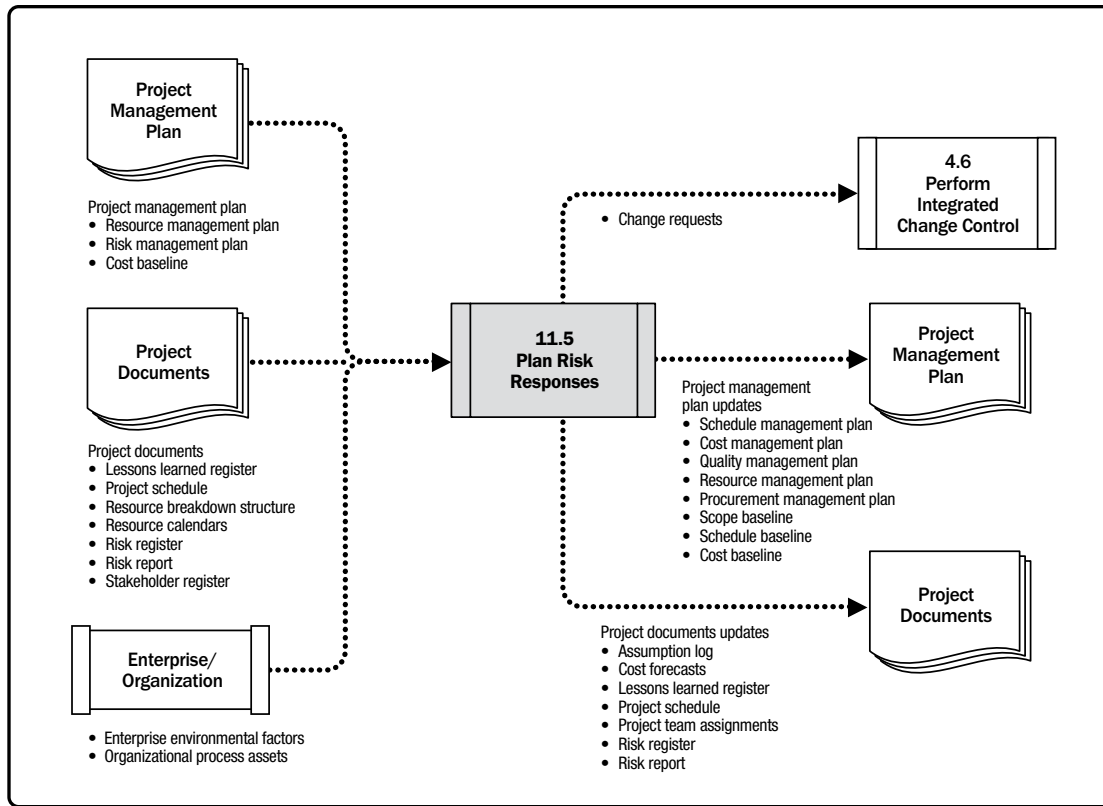 Project
Management
Plan
Project management plan
• Resource management plan
• Risk management plan
• Cost baseline
Project
Documents
Project documents
• Lessons learned register
• Project schedule
• Resource breakdown structure
• Resource calendars
• Risk register
• Risk report
• Stakeholder register
Enterprise/
Organization
• Enterprise environmental factors
• Organizational process assets
11.5
Plan Risk
Responses
• Change requests
4.6
Perform
Integrated
Change Control
Project
Management
Plan
Project management
plan updates
• Schedule management plan
• Cost management plan
• Quality management plan
• Resource management plan
• Procurement management plan
• Scope baseline
• Schedule baseline
• Cost baseline
Project
Documents
Project documents updates
• Assumption log
• Cost forecasts
• Lessons learned register
• Project schedule
• Project team assignments
• Risk register
• Risk report